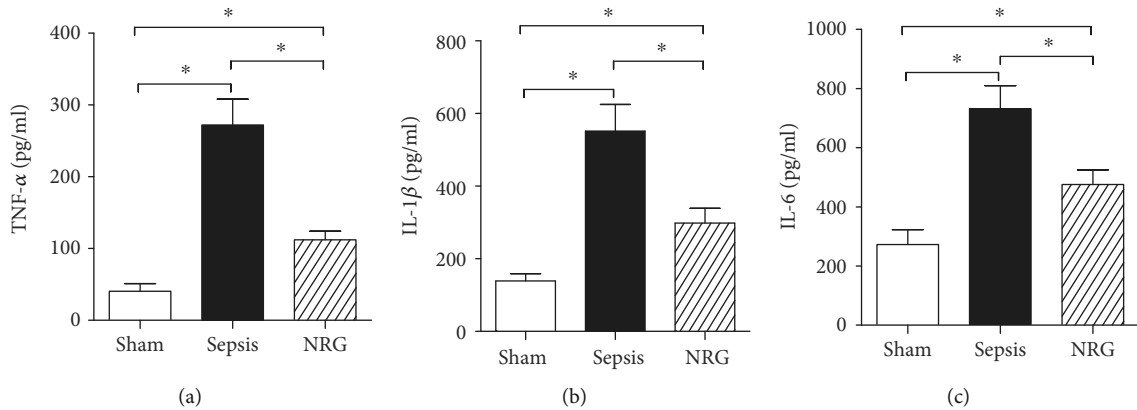 TNF-α (pg/ml)
400
300
200
100
0
*
*
*
Sham Sepsis NRG
(a)
IL-1β (pg/ml)
800
600
400
200
0
*
*
*
Sham Sepsis NRG
(b)
IL-6 (pg/ml)
1000
800
600
400
200
0
*
*
*
Sham Sepsis NRG
(c)